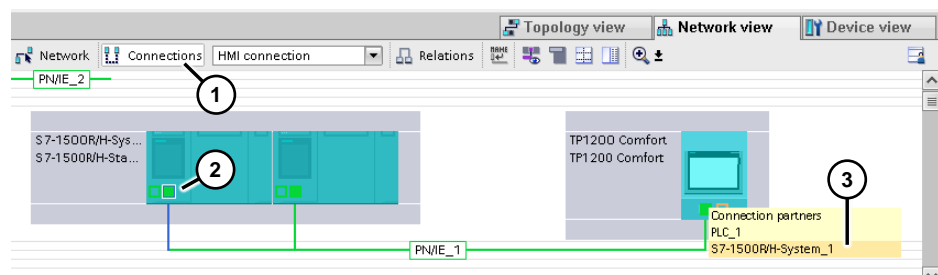 Topology view
Network view
Device view
Network
Connections
HMI connection
Relations
NAME
PN/IE_2
1
S7-1500R/H-Sys...
S7-1500R/H-Sta...
2
TP1200 Comfort
TP1200 Comfort
3
Connection partners
PLC_1
S7-1500R/H-System_1
PN/IE_1